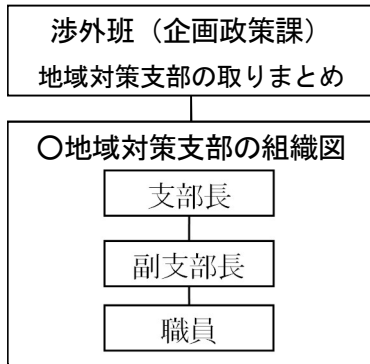 渉外班（企画政策課）
地域対策支部の取りまとめ
○地域対策支部の組織図
支部長
副支部長
職員